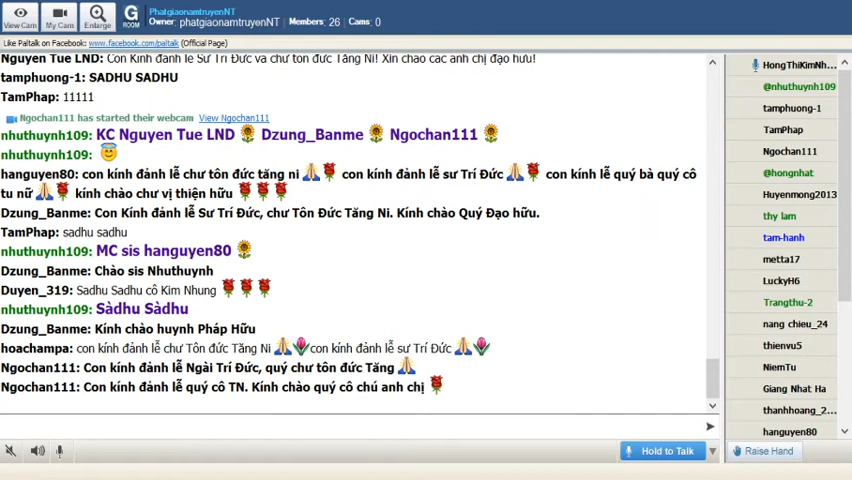 View Cam
My Cam
Enlarge
G
ROOM
PhatgiaonamtruyenNT
Owner: phatgiaonamtruyenNT Members: 26 Cams: 0
Like Paltalk on Facebook: www.facebook.com/paltalk (Official Page)
Nguyen Tue LND: Con Kính đảnh lễ Sư Trí Đức và chư tôn đức Tăng Ni! Xin chào các anh chị đạo hưu!
tamphuong-1: SADHU SADHU
TamPhap: 11111
Ngochan111 has started their webcam View Ngochan111
nhuthuynh109: KC Nguyen Tue LND Dzung_Banme Ngochan111
nhuthuynh109:
hanguyen80: con kính đảnh lễ chư tôn đức tăng ni con kính đảnh lễ sư Trí Đức con kính lễ quý bà quý cô
tu nữ kính chào chư vị thiện hữu
Dzung_Banme: Con Kính đảnh lễ Sư Trí Đức, chư Tôn Đức Tăng Ni. Kính chào Quý Đạo hữu.
TamPhap: sadhu sadhu
nhuthuynh109: MC sis hanguyen80
Dzung_Banme: Chào sis Nhuthuynh
Duyen_319: Sadhu Sadhu cô Kim Nhung
nhuthuynh109: Sàdhu Sàdhu
Dzung_Banme: Kính chào huynh Pháp Hữu
hoachampa: con kính đảnh lễ chư Tôn đức Tăng Ni con kính đảnh lễ sư Trí Đức
Ngochan111: Con kính đảnh lễ Ngài Trí Đức, quý chư tôn đức Tăng
Ngochan111: Con kính đảnh lễ quý cô TN. Kính chào quý cô chú anh chị
Hold to Talk
HongThiKimNh...
@nhuthuynh109
tamphuong-1
TamPhap
Ngochan111
@hongnhat
Huyenmong2013
thy lam
tam-hanh
metta17
LuckyH6
Trangthu-2
nang chieu_24
thienvu5
NiemTu
Giang Nhat Ha
thanhhoang_2...
hanguyen80
Raise Hand